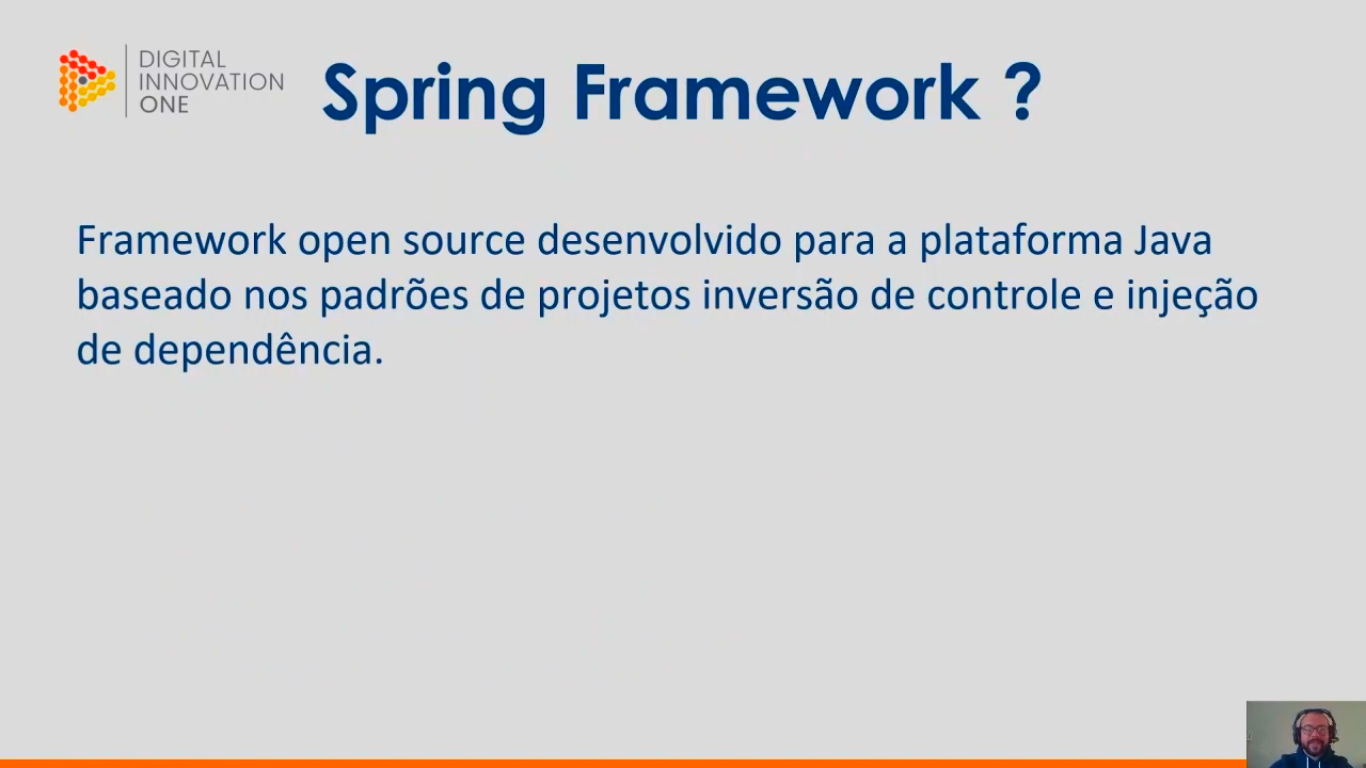 DIGITAL
INNOVATION
ONE
Spring Framework ?
Framework open source desenvolvido para a plataforma Java
baseado nos padrões de projetos inversão de controle e injeção
de dependência.